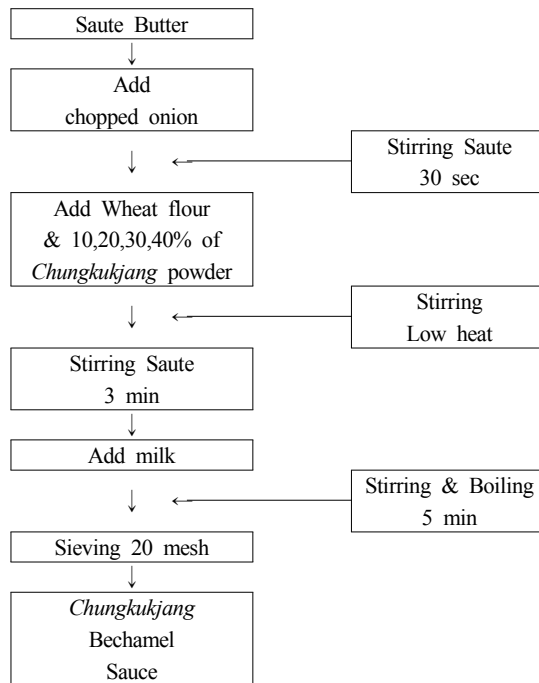 Saute Butter
Add
chopped onion
Stirring Saute
30 sec
Add Wheat flour
& 10,20,30,40% of
Chungkukjang powder
Stirring
Low heat
Stirring Saute
3 min
Add milk
Stirring & Boiling
5 min
Sieving 20 mesh
Chungkukjang
Bechamel
Sauce